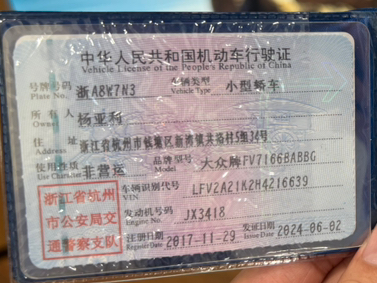 中华人民共和国机动车行驶证
Vehicle License of the People's Republic of China
号牌号码 浙A8W7N3 车辆类型 小型轿车
Plate No. Vehicle Type
所有人 杨亚利
Owner
住址 浙江省杭州市钱塘区新湾镇共裕村5组24号
Address
使用性质 非营运 品牌型号 大众牌FV7166BABBG
Use Character Model
浙江省杭州
市公安局交
通警察支队
车辆识别代号 LFV2A21K2H4216639
VIN
发动机号码 JX3418
Engine No.
注册日期 2017-11-29 发证日期 2024-06-02
Register Date Issue Date